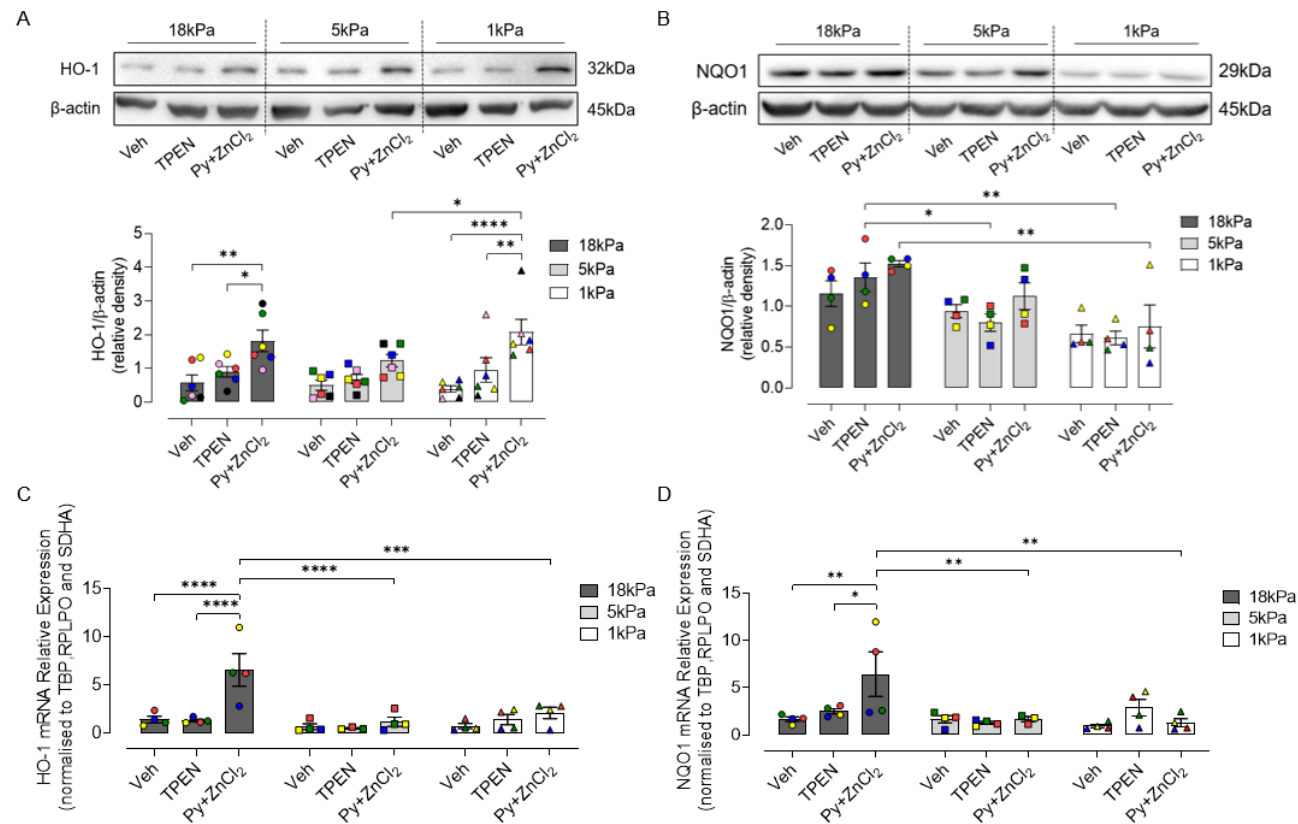 A
18kPa 5kPa 1kPa
HO-1 32kDa
β-actin 45kDa
Veh TPEN Py+ZnCl₂ Veh TPEN Py+ZnCl₂ Veh TPEN Py+ZnCl₂
*
** **** 
* **
HO-1/β-actin
(relative density)
5
4
3
2
1
0
18kPa
5kPa
1kPa
Veh TPEN Py+ZnCl₂ Veh TPEN Py+ZnCl₂ Veh TPEN Py+ZnCl₂
B
18kPa 5kPa 1kPa
NQO1 29kDa
β-actin 45kDa
Veh TPEN Py+ZnCl₂ Veh TPEN Py+ZnCl₂ Veh TPEN Py+ZnCl₂
**
*
**
NQO1/β-actin
(relative density)
2.0
1.5
1.0
0.5
0.0
18kPa
5kPa
1kPa
Veh TPEN Py+ZnCl₂ Veh TPEN Py+ZnCl₂ Veh TPEN Py+ZnCl₂
C
***
****
****
****
HO-1 mRNA Relative Expression
(normalised to TBP,RPLPO and SDHA)
15
10
5
0
18kPa
5kPa
1kPa
Veh TPEN Py+ZnCl₂ Veh TPEN Py+ZnCl₂ Veh TPEN Py+ZnCl₂
D
**
**
**
*
NQO1 mRNA Relative Expression
(normalised to TBP,RPLPO and SDHA)
15
10
5
0
18kPa
5kPa
1kPa
Veh TPEN Py+ZnCl₂ Veh TPEN Py+ZnCl₂ Veh TPEN Py+ZnCl₂